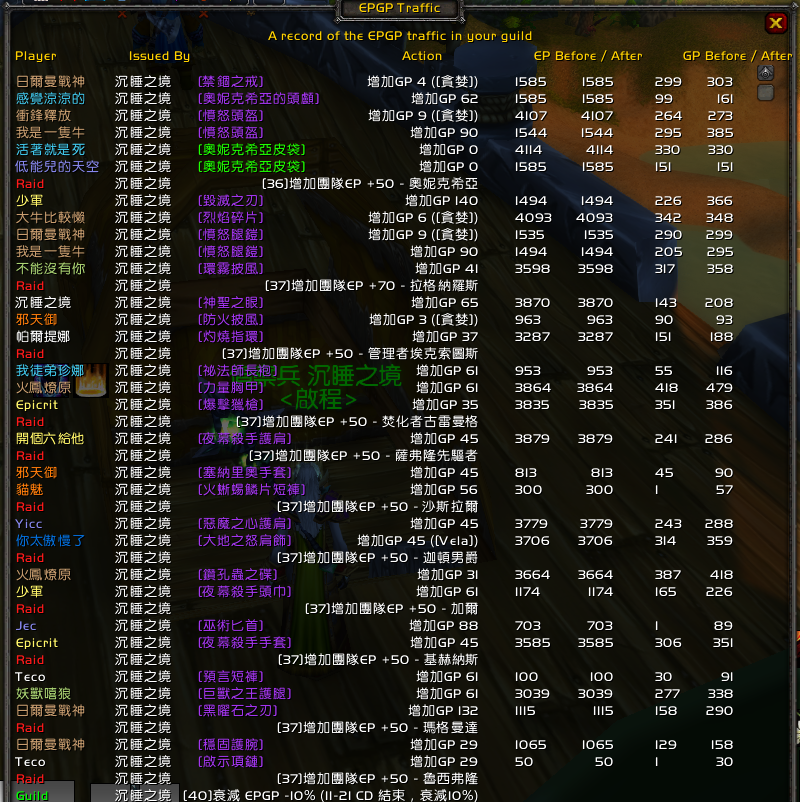 EPGP Traffic
A record of the EPGP traffic in your guild
Player Issued By Action EP Before / After GP Before / After
日爾曼戰神 沉睡之境 [禁錮之戒] 增加GP 4 ([貪婪]) 1585 1585 299 303
感覺涼涼的 沉睡之境 [奧妮克希亞的頭顱] 增加GP 62 1585 1585 99 161
衝鋒釋放 沉睡之境 [憤怒頭盔] 增加GP 9 ([貪婪]) 4107 4107 264 273
我是一隻牛 沉睡之境 [憤怒頭盔] 增加GP 90 1544 1544 295 385
活著就是死 沉睡之境 [奧妮克希亞皮袋] 增加GP 0 4114 4114 330 330
低能兒的天空 沉睡之境 [奧妮克希亞皮袋] 增加GP 0 1585 1585 151 151
Raid 沉睡之境 [36]增加團隊EP +50 - 奧妮克希亞
少軍 沉睡之境 [毀滅之刃] 增加GP 140 1494 1494 226 366
大牛比較懶 沉睡之境 [烈焰碎片] 增加GP 6 ([貪婪]) 4093 4093 342 348
日爾曼戰神 沉睡之境 [憤怒腿鎧] 增加GP 9 ([貪婪]) 1535 1535 290 299
我是一隻牛 沉睡之境 [憤怒腿鎧] 增加GP 90 1494 1494 205 295
不能沒有你 沉睡之境 [環霧披風] 增加GP 41 3598 3598 317 358
Raid 沉睡之境 [37]增加團隊EP +70 - 拉格納羅斯
沉睡之境 沉睡之境 [神聖之眼] 增加GP 65 3870 3870 143 208
邪天御 沉睡之境 [防火披風] 增加GP 3 ([貪婪]) 963 963 90 93
帕爾提娜 沉睡之境 [灼燒指環] 增加GP 37 3287 3287 151 188
Raid 沉睡之境 [37]增加團隊EP +50 - 管理者埃克索圖斯
我徒弟珍娜 沉睡之境 [祕法師長袍] 增加GP 61 953 953 55 116
火鳳燎原 沉睡之境 [力量胸甲] 增加GP 61 3864 3864 418 479
Epicrit 沉睡之境 [爆擊獵槍] 增加GP 35 3835 3835 351 386
沉睡之境
<啟程>
Raid 沉睡之境 [37]增加團隊EP +50 - 焚化者古雷曼格
開個六給他 沉睡之境 [夜幕殺手護肩] 增加GP 45 3879 3879 241 286
Raid 沉睡之境 [37]增加團隊EP +50 - 薩弗隆先驅者
邪天御 沉睡之境 [塞納里奧手套] 增加GP 45 813 813 45 90
貓魅 沉睡之境 [火蜥蜴鱗片短褲] 增加GP 56 300 300 1 57
Raid 沉睡之境 [37]增加團隊EP +50 - 沙斯拉爾
Yicc 沉睡之境 [惡魔之心護肩] 增加GP 45 3779 3779 243 288
你太傲慢了 沉睡之境 [大地之怒肩飾] 增加GP 45 ([Vela]) 3706 3706 314 359
Raid 沉睡之境 [37]增加團隊EP +50 - 迦頓男爵
火鳳燎原 沉睡之境 [鑽孔蟲之碟] 增加GP 31 3664 3664 387 418
少軍 沉睡之境 [夜幕殺手頭巾] 增加GP 61 1174 1174 165 226
Raid 沉睡之境 [37]增加團隊EP +50 - 加爾
Jec 沉睡之境 [巫術匕首] 增加GP 88 703 703 1 89
Epicrit 沉睡之境 [夜幕殺手手套] 增加GP 45 3585 3585 306 351
Raid 沉睡之境 [37]增加團隊EP +50 - 基赫納斯
Teco 沉睡之境 [預言短褲] 增加GP 61 100 100 30 91
妖獸嘻狼 沉睡之境 [巨獸之王護腿] 增加GP 61 3039 3039 277 338
日爾曼戰神 沉睡之境 [黑曜石之刃] 增加GP 132 1115 1115 158 290
Raid 沉睡之境 [37]增加團隊EP +50 - 瑪格曼達
日爾曼戰神 沉睡之境 [穩固護腕] 增加GP 29 1065 1065 129 158
Teco 沉睡之境 [啟示項鏈] 增加GP 29 50 50 1 30
Raid 沉睡之境 [37]增加團隊EP +50 - 魯西弗隆
Guild 沉睡之境 [40]衰減 EPGP -10% (11-21 CD 結束，衰減10%)